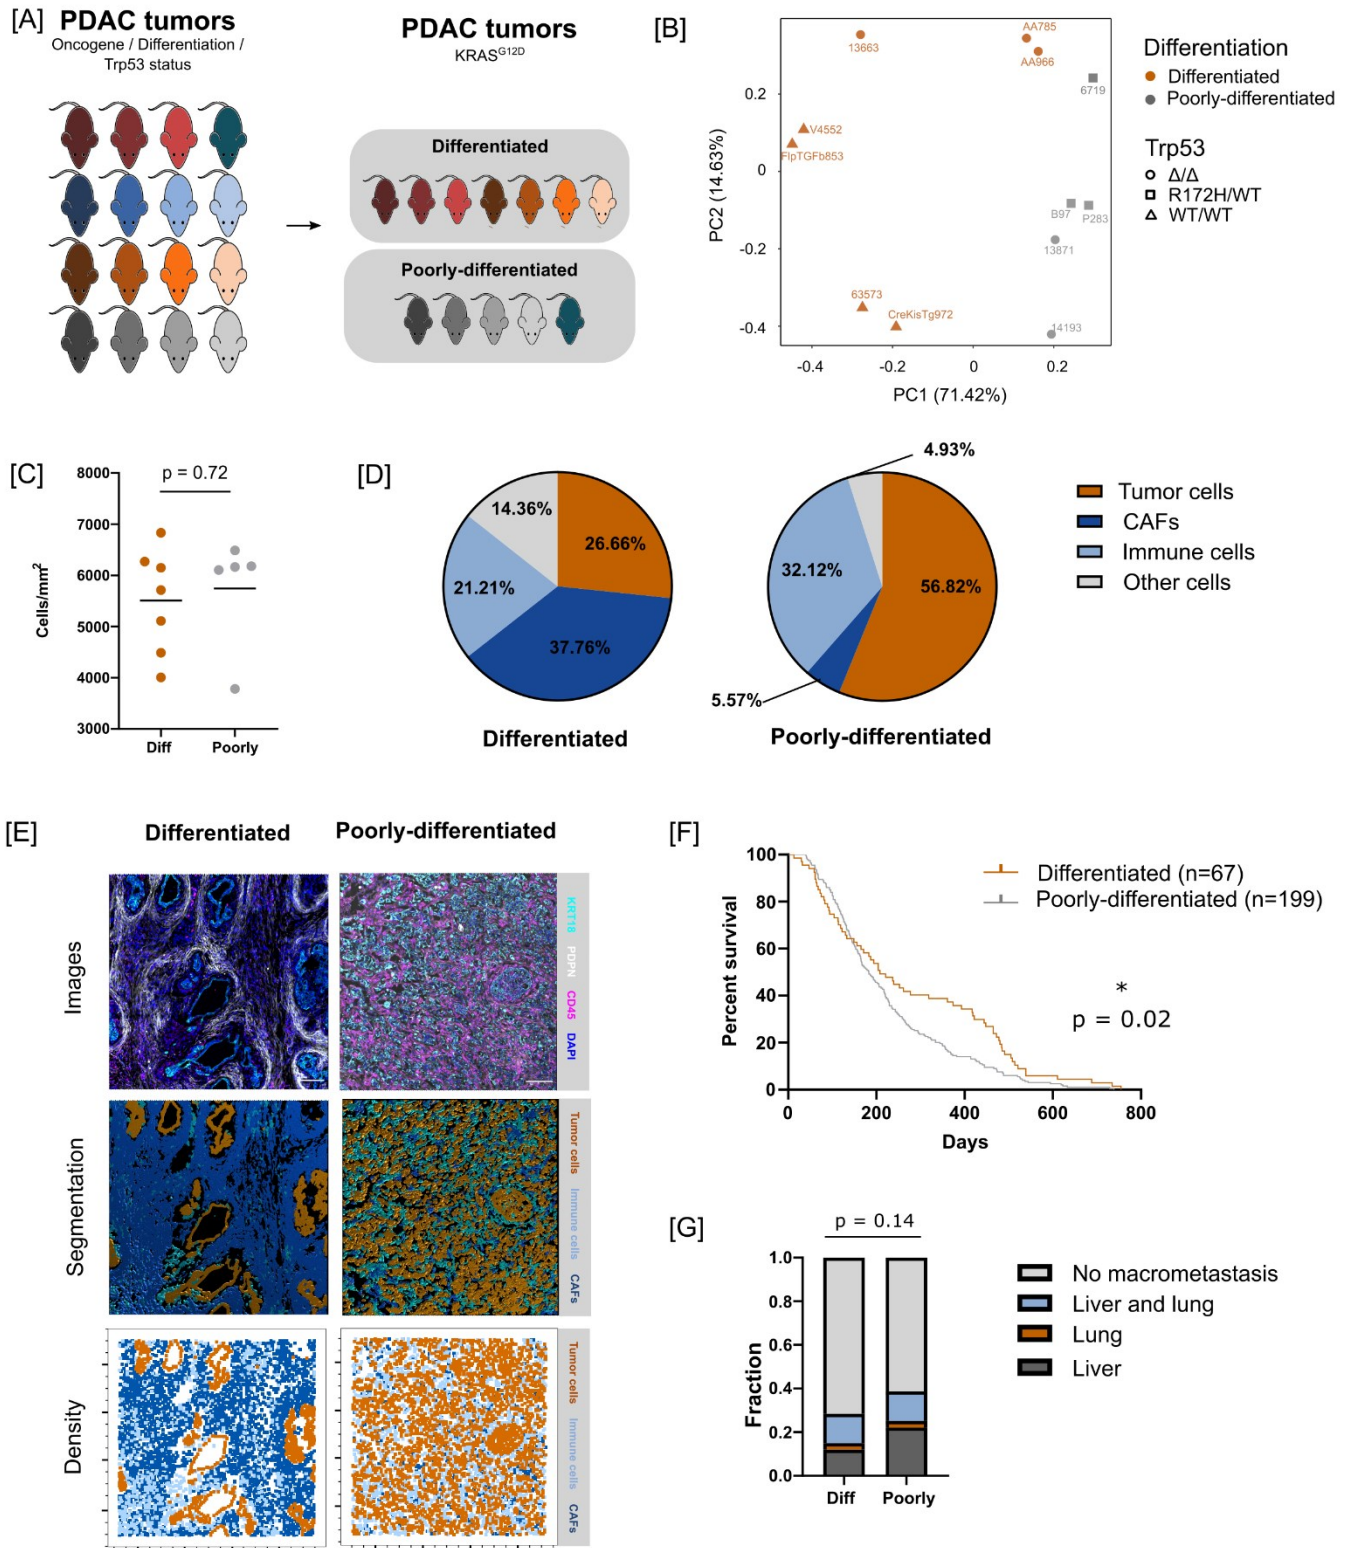 [A]
PDAC tumors
Oncogene / Differentiation /
Trp53 status
PDAC tumors
KRASG12D
Differentiated
Poorly-differentiated
[B]
PC2 (14.63%)
0.2
0
-0.2
-0.4
-0.4
-0.2
0
0.2
PC1 (71.42%)
13663
AA785
AA966
6719
V4552
FlpTGFb853
B97
P283
13871
63573
CreKisTg972
14193
Differentiation
Differentiated
Poorly-differentiated
Trp53
Δ/Δ
R172H/WT
WT/WT
[C]
p = 0.72
Cells/mm²
8000
7000
6000
5000
4000
3000
Diff
Poorly
[D]
14.36%
26.66%
21.21%
37.76%
Differentiated
4.93%
32.12%
56.82%
5.57%
Poorly-differentiated
Tumor cells
CAFs
Immune cells
Other cells
[E]
Differentiated
Poorly-differentiated
Images
KRT18 PDPN CD45 DAPI
Segmentation
Tumor cells Immune cells CAFs
Density
Tumor cells Immune cells CAFs
[F]
Percent survival
100
80
60
40
20
0
0
200
400
600
800
Days
Differentiated (n=67)
Poorly-differentiated (n=199)
*
p = 0.02
[G]
p = 0.14
Fraction
1.0
0.8
0.6
0.4
0.2
0.0
Diff
Poorly
No macrometastasis
Liver and lung
Lung
Liver